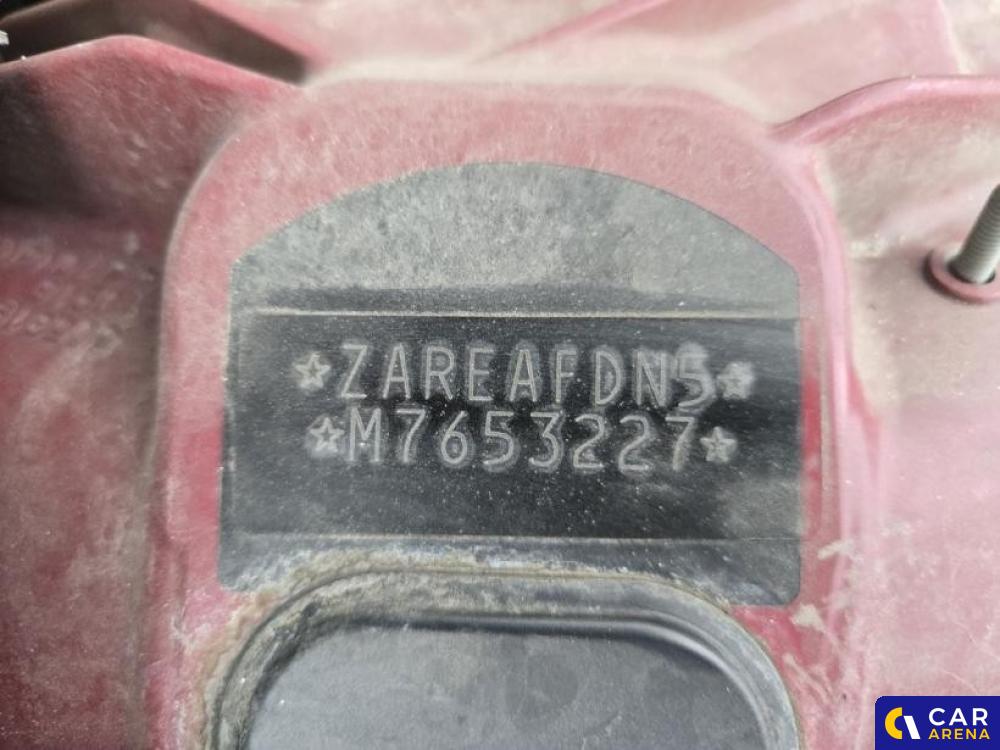 ☆ZAREAFDN5☆
☆M7653227☆
CAR
ARENA